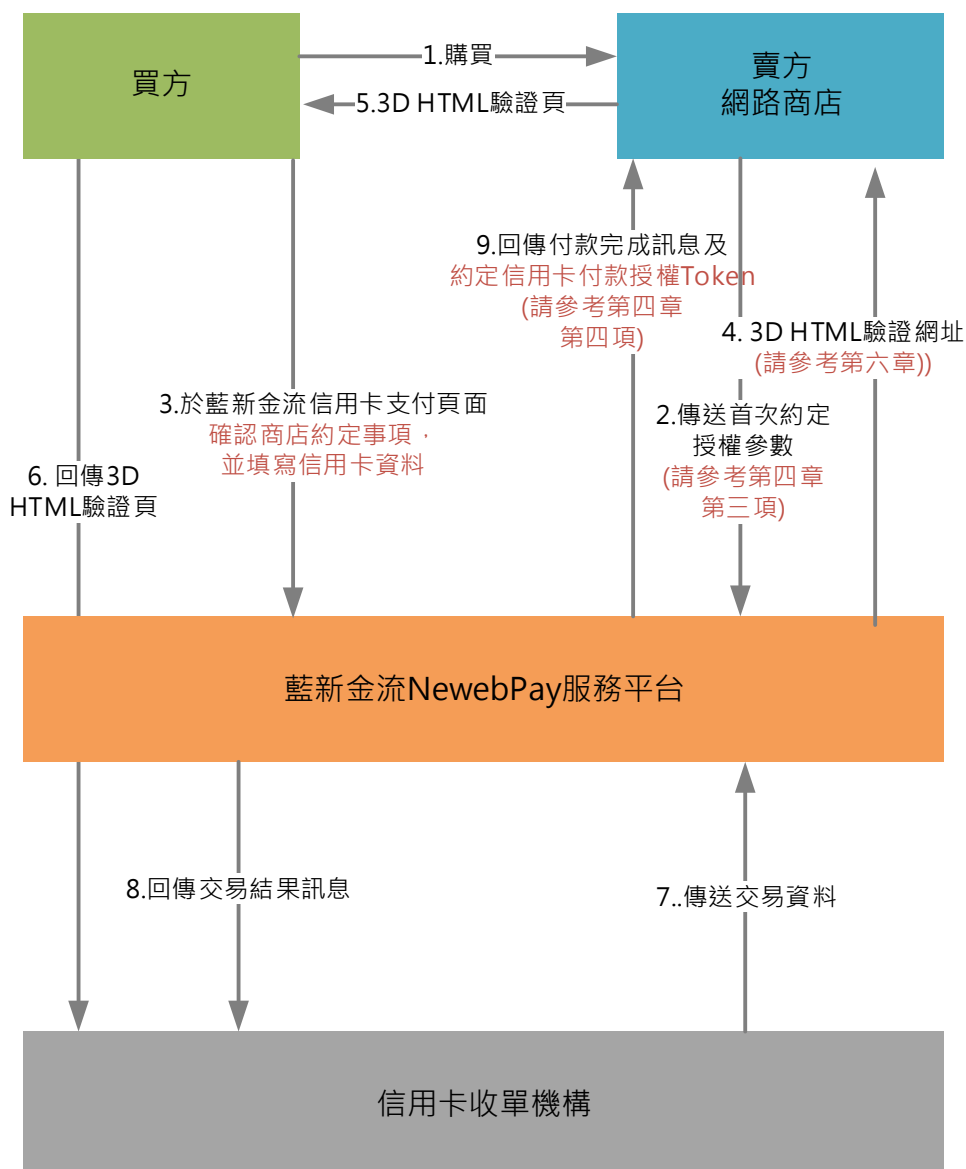 買方
1.購買
賣方
網路商店
5.3D HTML驗證頁
9.回傳付款完成訊息及
約定信用卡付款授權Token
(請參考第四章
第四項)
4. 3D HTML驗證網址
(請參考第六章))
3.於藍新金流信用卡支付頁面
確認商店約定事項，
並填寫信用卡資料
2.傳送首次約定
授權參數
(請參考第四章
第三項)
6. 回傳3D
HTML驗證頁
藍新金流NewebPay服務平台
8.回傳交易結果訊息
7..傳送交易資料
信用卡收單機構